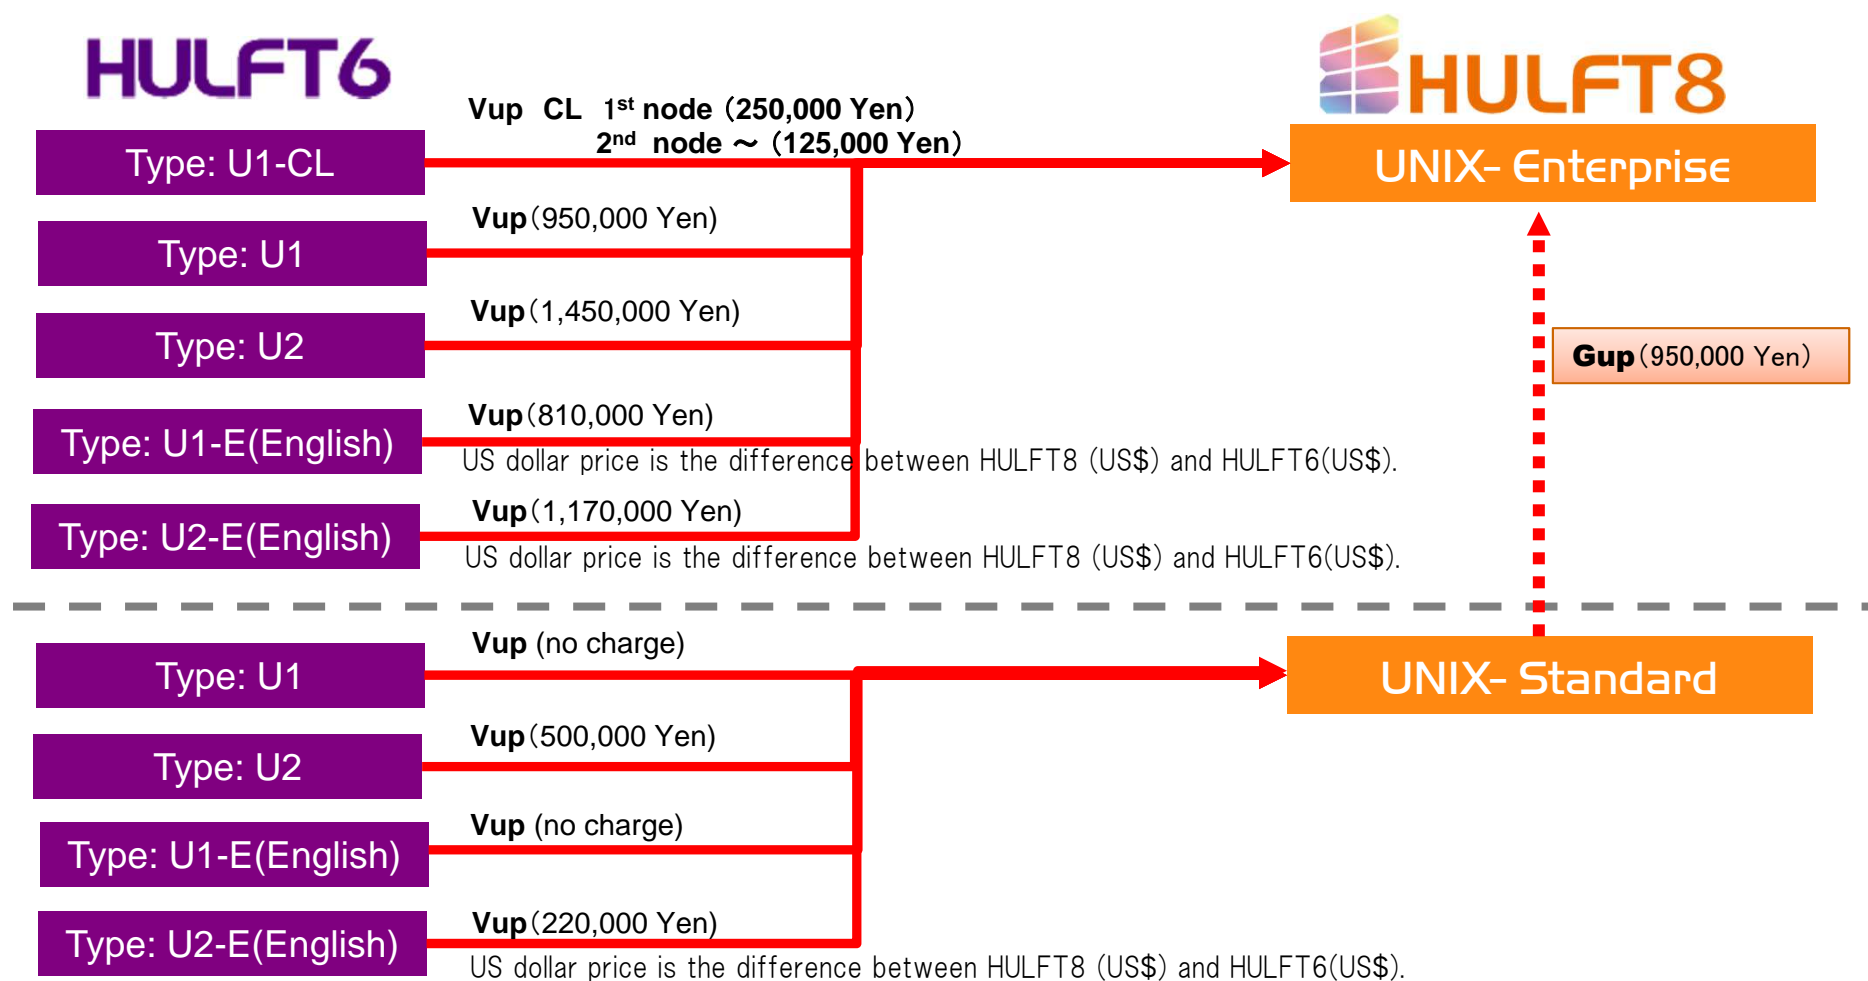 HULFT6
HULFT8
Vup CL 1st node (250,000 Yen)
2nd node ～ (125,000 Yen)
Type: U1-CL
UNIX- Enterprise
Vup(950,000 Yen)
Type: U1
Vup(1,450,000 Yen)
Type: U2
Gup(950,000 Yen)
Vup(810,000 Yen)
Type: U1-E(English)
US dollar price is the difference between HULFT8 (US$) and HULFT6(US$).
Vup(1,170,000 Yen)
Type: U2-E(English)
US dollar price is the difference between HULFT8 (US$) and HULFT6(US$).
Vup (no charge)
Type: U1
UNIX- Standard
Vup(500,000 Yen)
Type: U2
Vup (no charge)
Type: U1-E(English)
Vup(220,000 Yen)
Type: U2-E(English)
US dollar price is the difference between HULFT8 (US$) and HULFT6(US$).